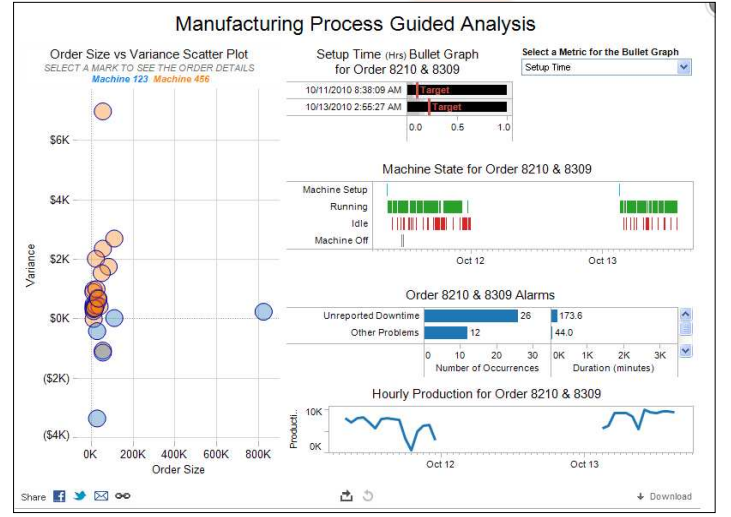 Manufacturing Process Guided Analysis
Order Size vs Variance Scatter Plot
SELECT A MARK TO SEE THE ORDER DETAILS
Machine 123 Machine 456
$6K
$4K
$2K
$0K
($2K)
($4K)
Variance
0K 200K 400K 600K 800K
Order Size
Setup Time (Hrs) Bullet Graph
for Order 8210 & 8309
Select a Metric for the Bullet Graph
Setup Time
10/11/2010 8:38:09 AM Target
10/13/2010 2:55:27 AM Target
0.0 0.5 1.0
Machine State for Order 8210 & 8309
Machine Setup
Running
Idle
Machine Off
Oct 12 Oct 13
Order 8210 & 8309 Alarms
Unreported Downtime 26 173.6
Other Problems 12 44.0
0 10 20 30 0K 1K 2K 3K
Number of Occurrences Duration (minutes)
Hourly Production for Order 8210 & 8309
Producti..
10K
0K
Oct 12 Oct 13
Share
Download